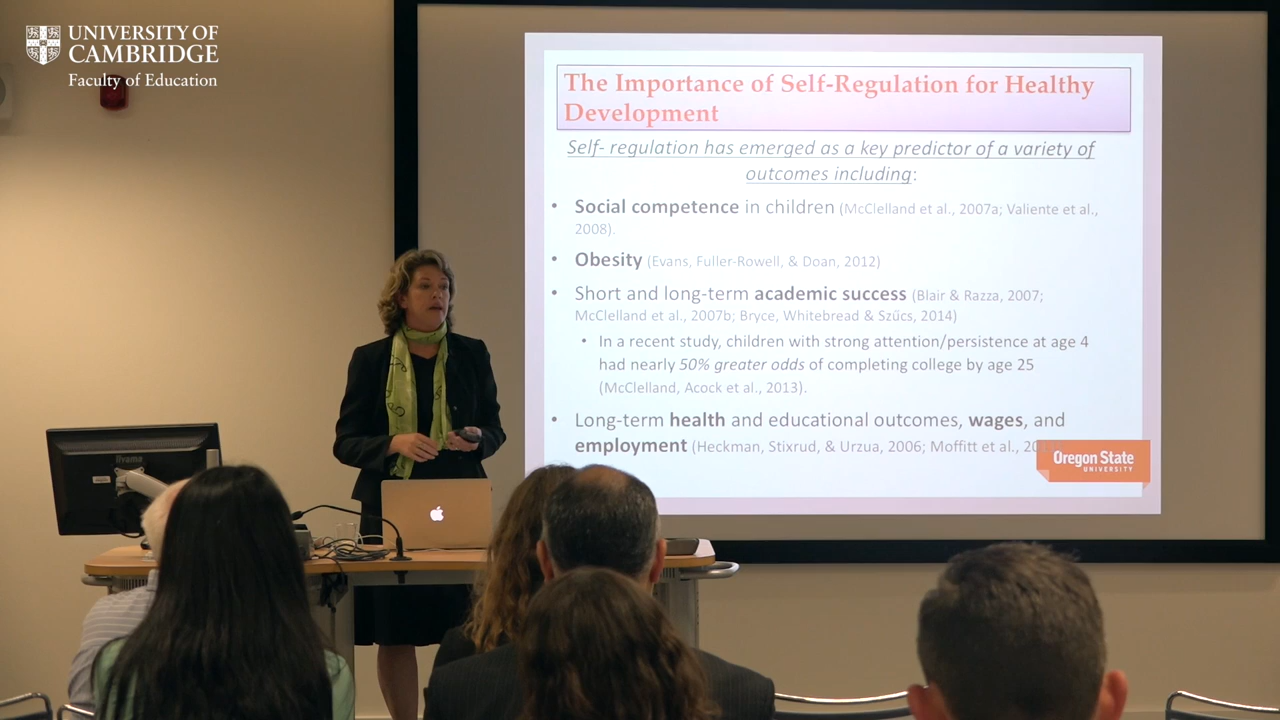 UNIVERSITY OF
CAMBRIDGE
Faculty of Education
The Importance of Self-Regulation for Healthy
Development
Self- regulation has emerged as a key predictor of a variety of
outcomes including:
• Social competence in children (McClelland et al., 2007a; Valiente et al.,
2008).
• Obesity (Evans, Fuller-Rowell, & Doan, 2012)
• Short and long-term academic success (Blair & Razza, 2007;
McClelland et al., 2007b; Bryce, Whitebread & Szűcs, 2014)
• In a recent study, children with strong attention/persistence at age 4
had nearly 50% greater odds of completing college by age 25
(McClelland, Acock et al., 2013).
• Long-term health and educational outcomes, wages, and
employment (Heckman, Stixrud, & Urzua, 2006; Moffitt et al.,
Oregon State
UNIVERSITY
iiyama